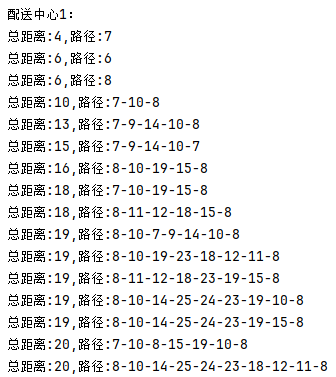 配送中心1:
总距离:4,路径:7
总距离:6,路径:6
总距离:6,路径:8
总距离:10,路径:7-10-8
总距离:13,路径:7-9-14-10-8
总距离:15,路径:7-9-14-10-7
总距离:16,路径:8-10-19-15-8
总距离:18,路径:7-10-19-15-8
总距离:18,路径:8-11-12-18-15-8
总距离:19,路径:8-10-7-9-14-10-8
总距离:19,路径:8-10-19-23-18-12-11-8
总距离:19,路径:8-11-12-18-23-19-15-8
总距离:19,路径:8-10-14-25-24-23-19-10-8
总距离:19,路径:8-10-14-25-24-23-19-15-8
总距离:20,路径:7-10-8-15-19-10-8
总距离:20,路径:8-10-14-25-24-23-18-12-11-8